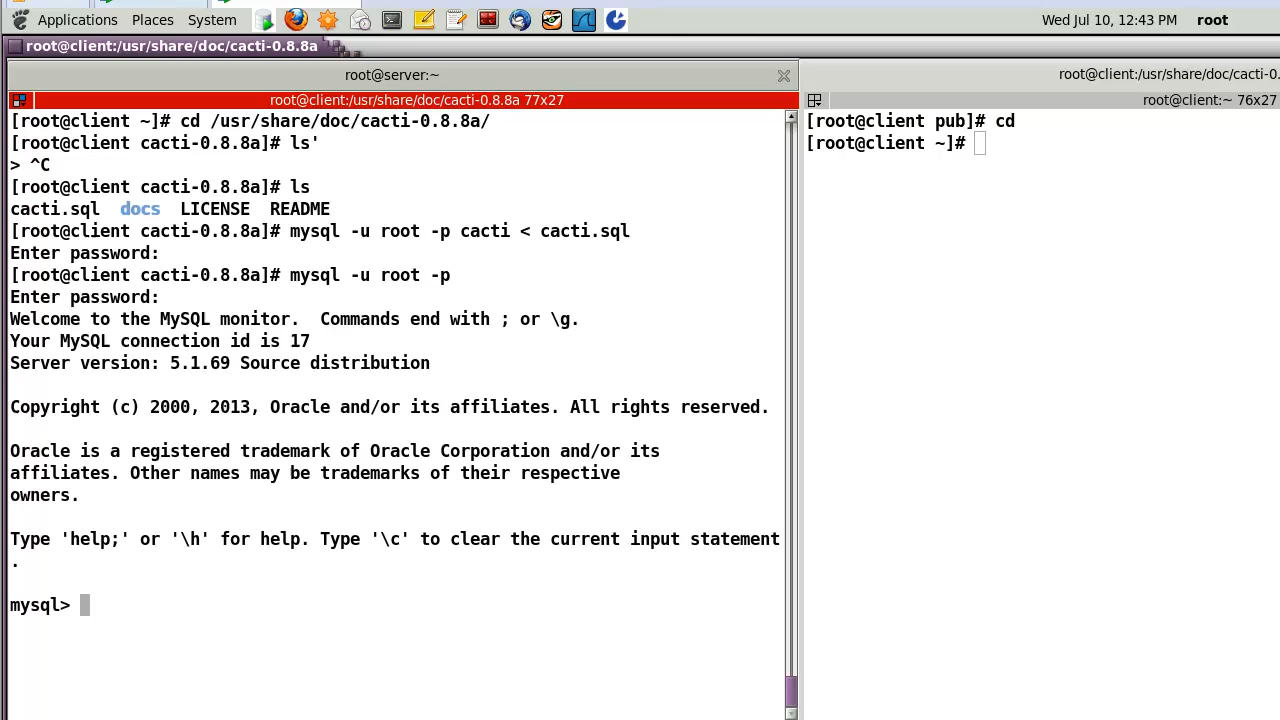 Applications Places System
Wed Jul 10, 12:43 PM root
root@client:/usr/share/doc/cacti-0.8.8a
root@server:~
root@client:/usr/share/doc/cacti-0.8.8a 77x27
[root@client ~]# cd /usr/share/doc/cacti-0.8.8a/
[root@client cacti-0.8.8a]# ls'
> ^C
[root@client cacti-0.8.8a]# ls
cacti.sql docs LICENSE README
[root@client cacti-0.8.8a]# mysql -u root -p cacti < cacti.sql
Enter password:
[root@client cacti-0.8.8a]# mysql -u root -p
Enter password:
Welcome to the MySQL monitor.  Commands end with ; or \g.
Your MySQL connection id is 17
Server version: 5.1.69 Source distribution
Copyright (c) 2000, 2013, Oracle and/or its affiliates. All rights reserved.
Oracle is a registered trademark of Oracle Corporation and/or its
affiliates. Other names may be trademarks of their respective
owners.
Type 'help;' or '\h' for help. Type '\c' to clear the current input statement
.
mysql>
root@client:/usr/share/doc/cacti-0.
root@client:~ 76x27
[root@client pub]# cd
[root@client ~]#